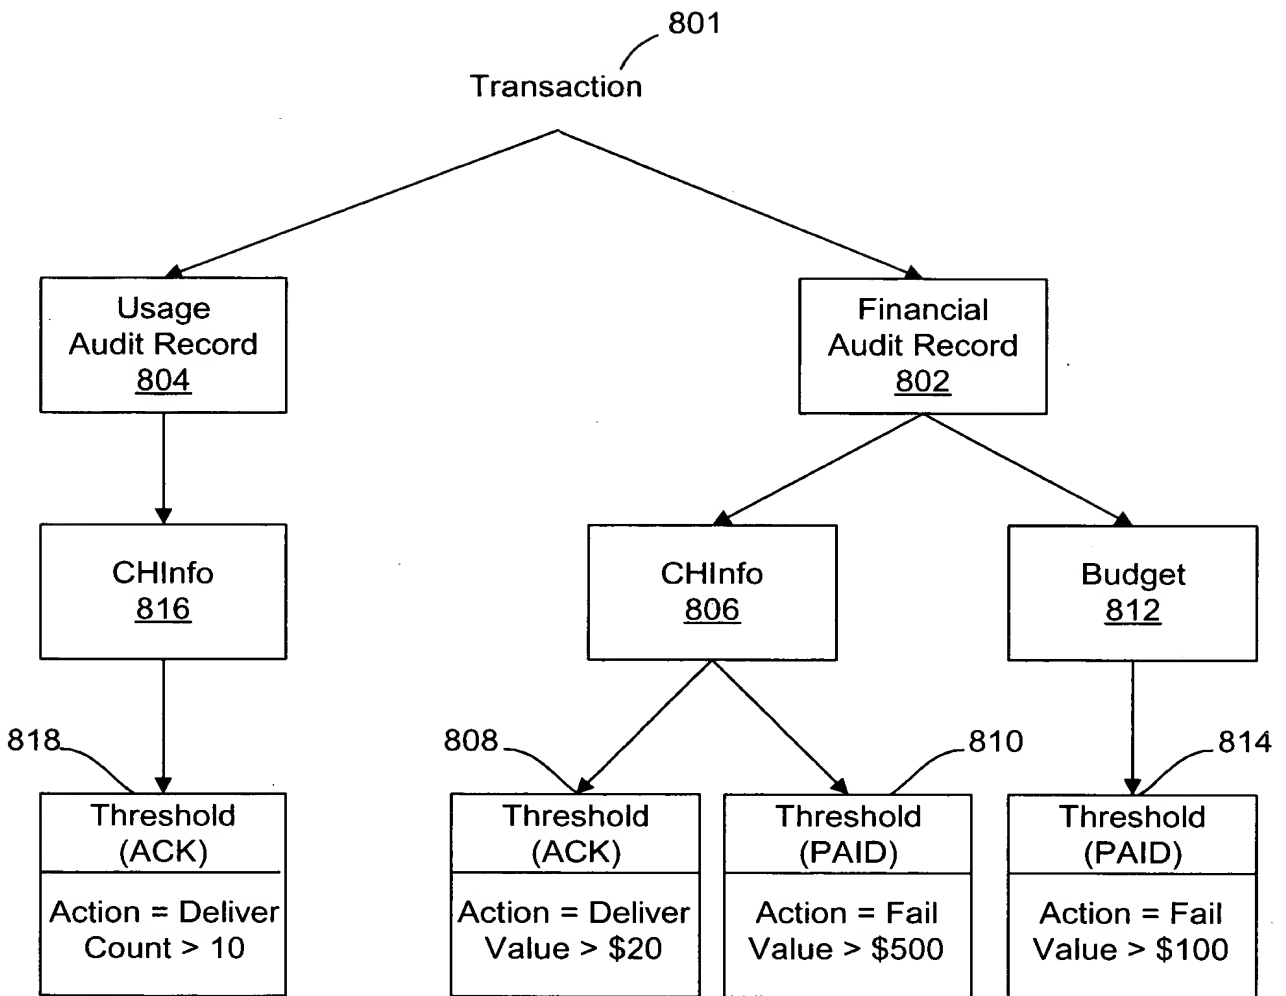 801
Transaction
Usage
Audit Record
804
Financial
Audit Record
802
CHInfo
816
CHInfo
806
Budget
812
818
808
810
814
Threshold
(ACK)
Action = Deliver
Count > 10
Threshold
(ACK)
Action = Deliver
Value > $20
Threshold
(PAID)
Action = Fail
Value > $500
Threshold
(PAID)
Action = Fail
Value > $100